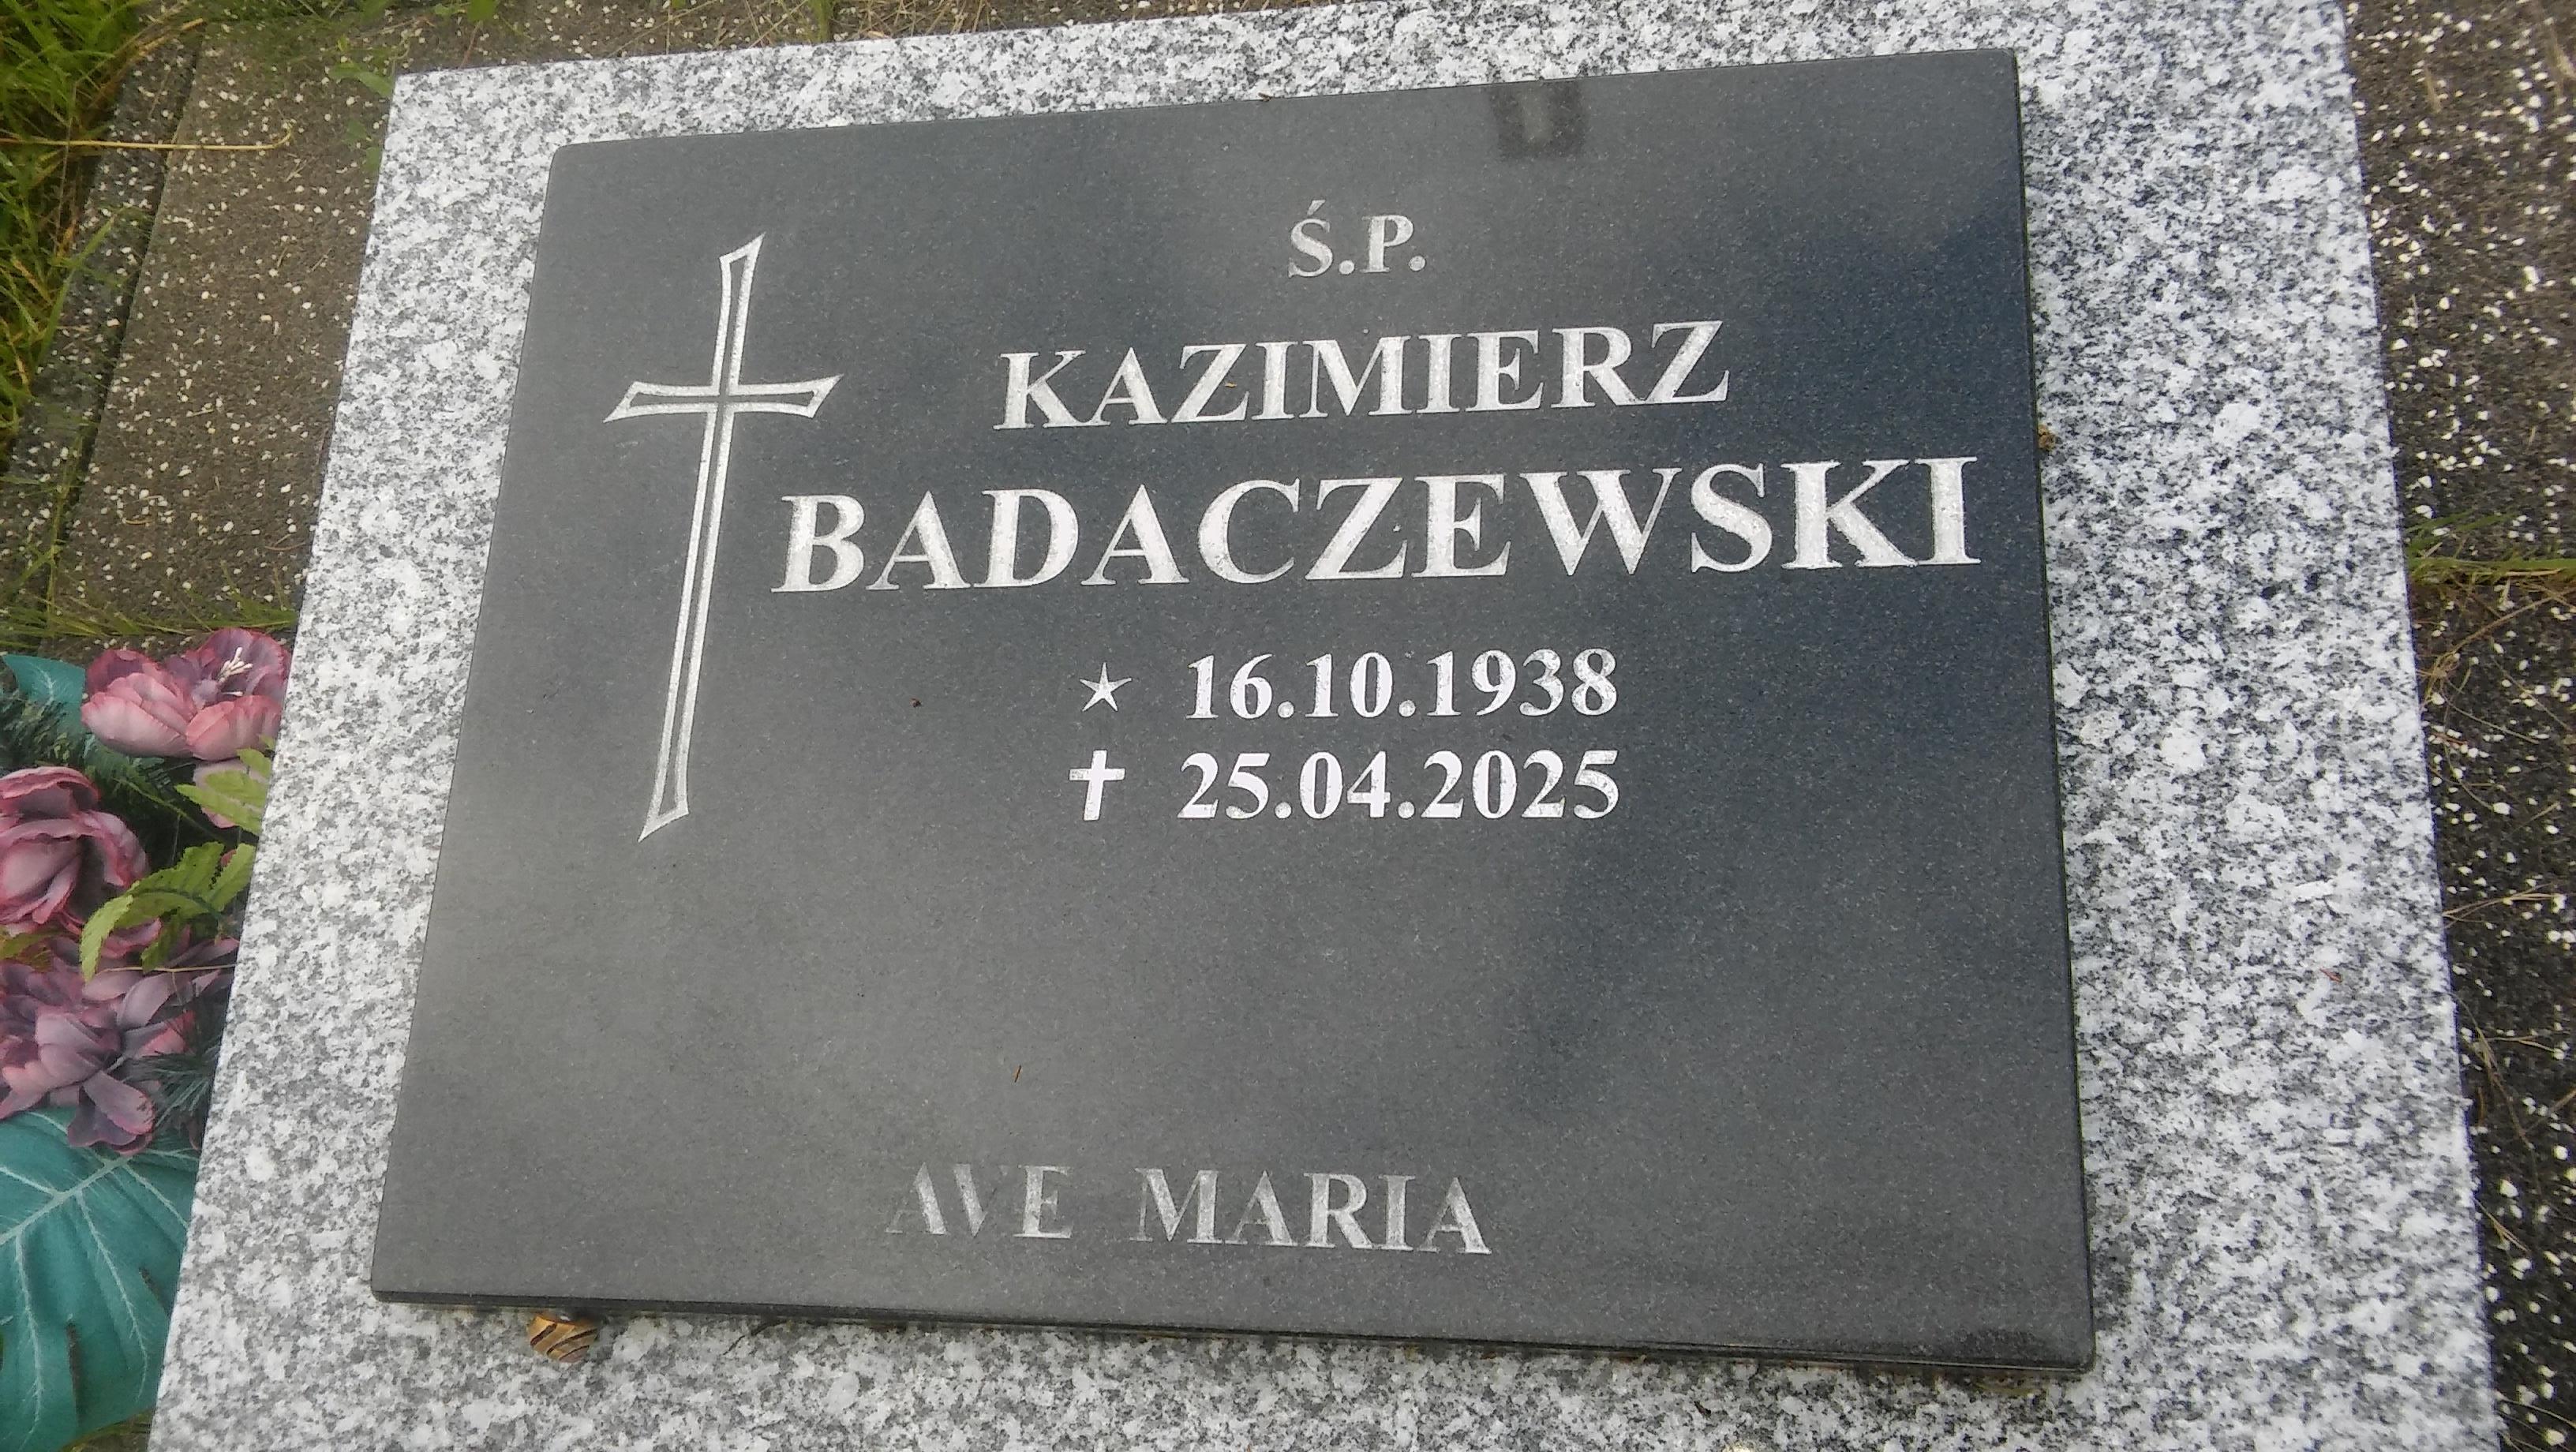 Ś.P.
KAZIMIERZ
BADACZEWSKI
★ 16.10.1938
✝ 25.04.2025
AVE MARIA